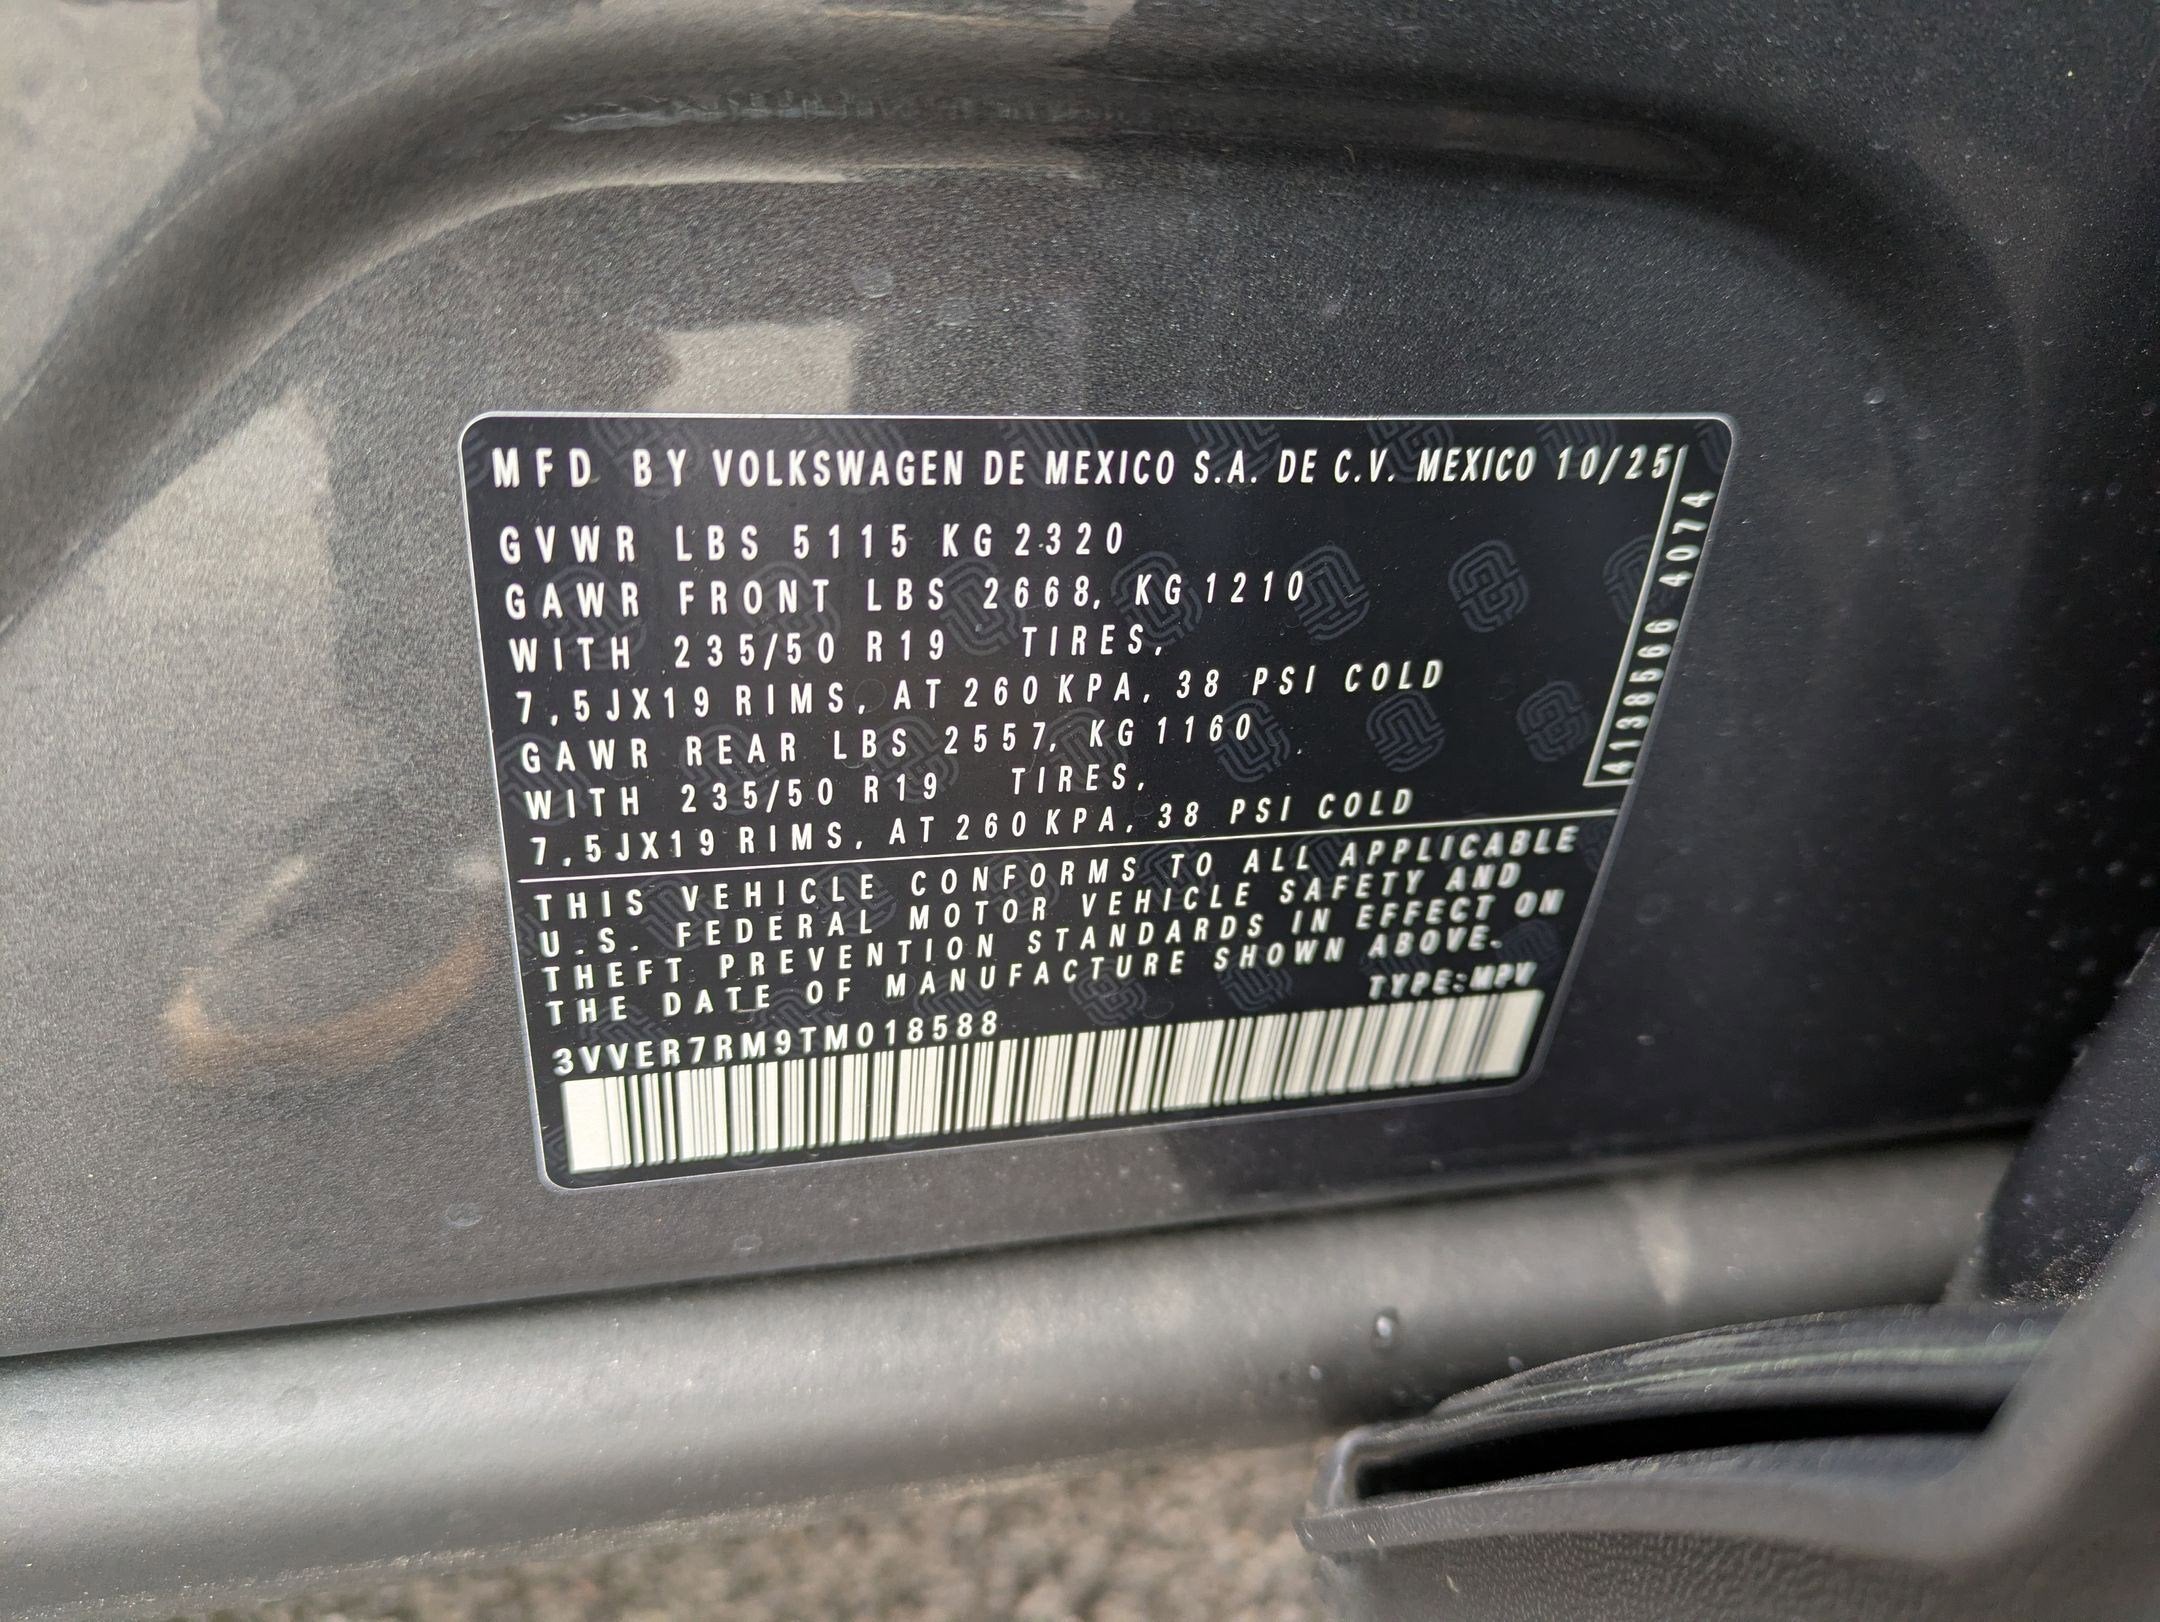 MFD BY VOLKSWAGEN DE MEXICO S.A. DE C.V. MEXICO 10/25
GVWR LBS 5115 KG 2320
GAWR FRONT LBS 2668, KG 1210
WITH 235/50 R19 TIRES,
7,5JX19 RIMS, AT 260 KPA, 38 PSI COLD
GAWR REAR LBS 2557, KG 1160
WITH 235/50 R19 TIRES,
7,5JX19 RIMS, AT 260 KPA, 38 PSI COLD
4138566 4074
THIS VEHICLE CONFORMS TO ALL APPLICABLE
U.S. FEDERAL MOTOR VEHICLE SAFETY AND
THEFT PREVENTION STANDARDS IN EFFECT ON
THE DATE OF MANUFACTURE SHOWN ABOVE.
TYPE:MPV
3VVER7RM9TM018588